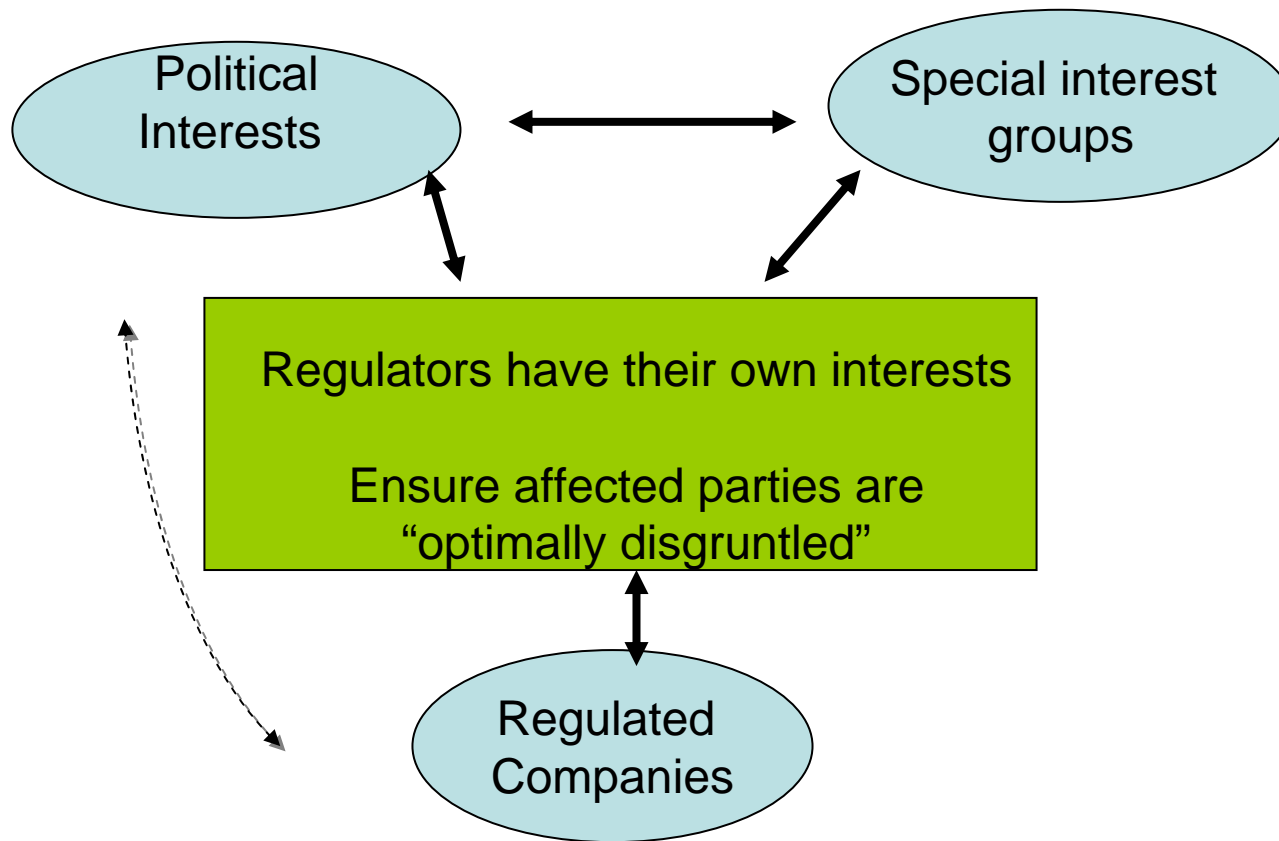 Political
Interests
Special interest
groups
Regulators have their own interests
Ensure affected parties are
“optimally disgruntled”
Regulated
Companies